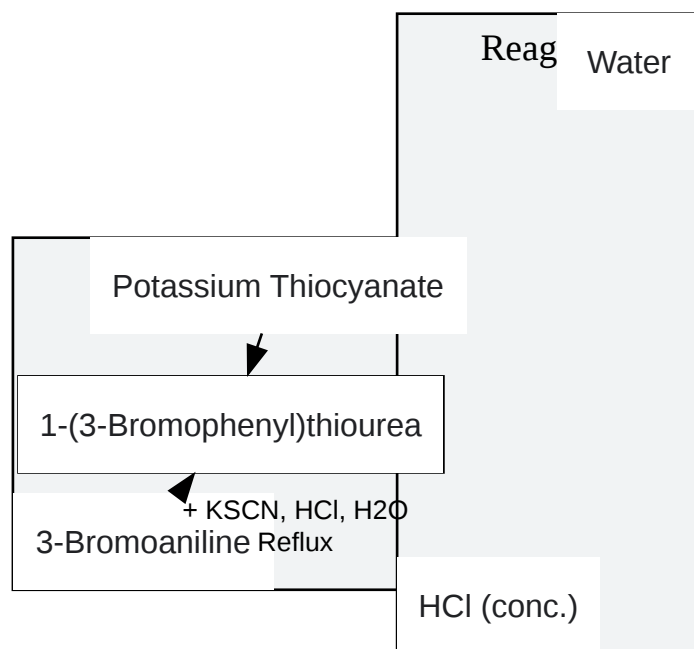 Reag
Water
Potassium Thiocyanate
1-(3-Bromophenyl)thiourea
+ KSCN, HCl, H2O
3-Bromoaniline Reflux
HCl (conc.)